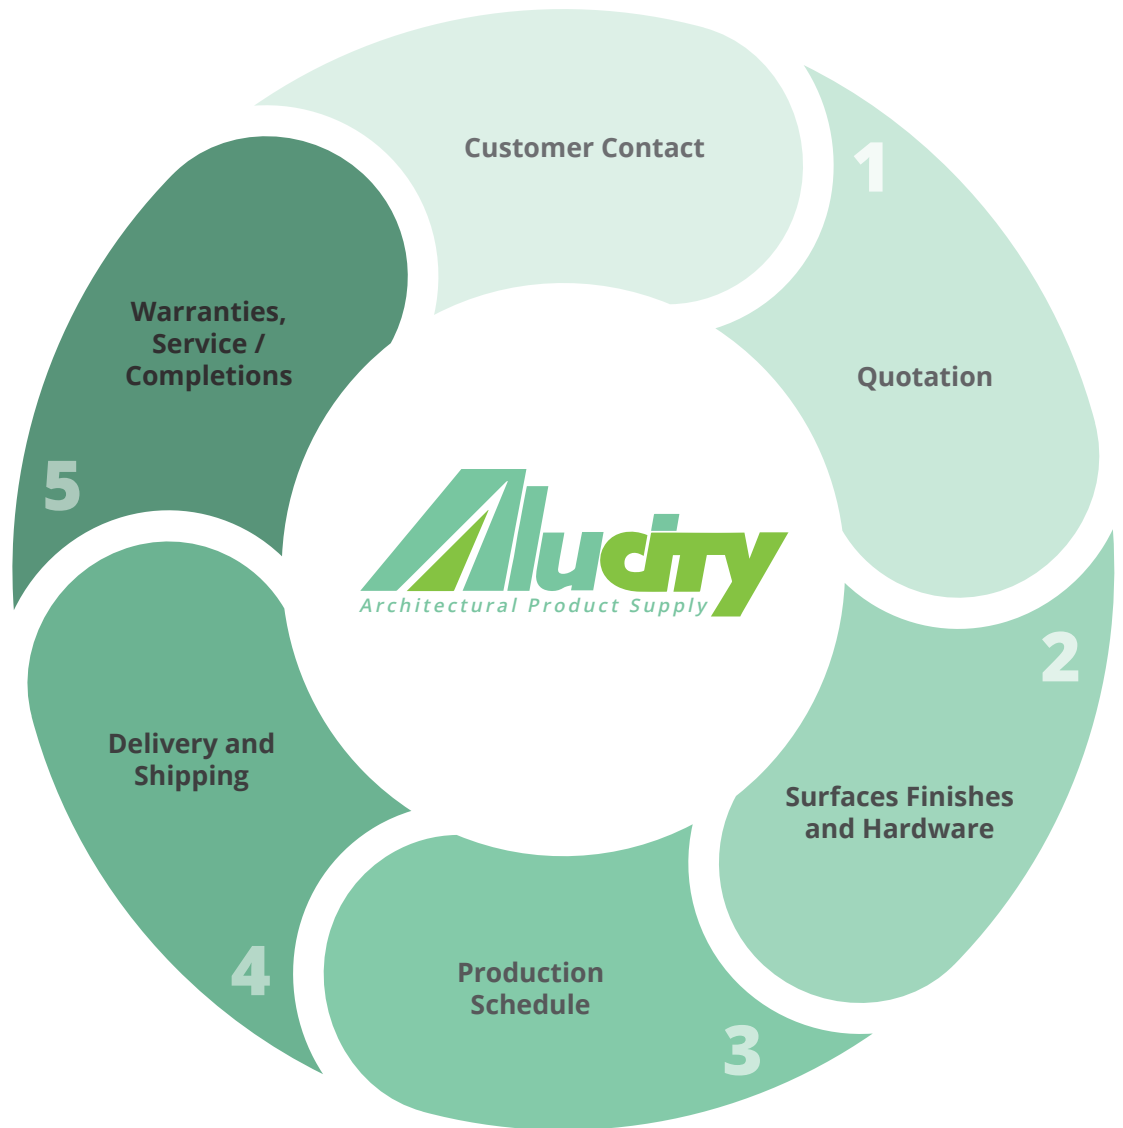 Customer Contact
1
Quotation
2
Surfaces Finishes
and Hardware
3
Production
Schedule
4
Delivery and
Shipping
5
Warranties,
Service /
Completions
Alucity
Architectural Product Supply